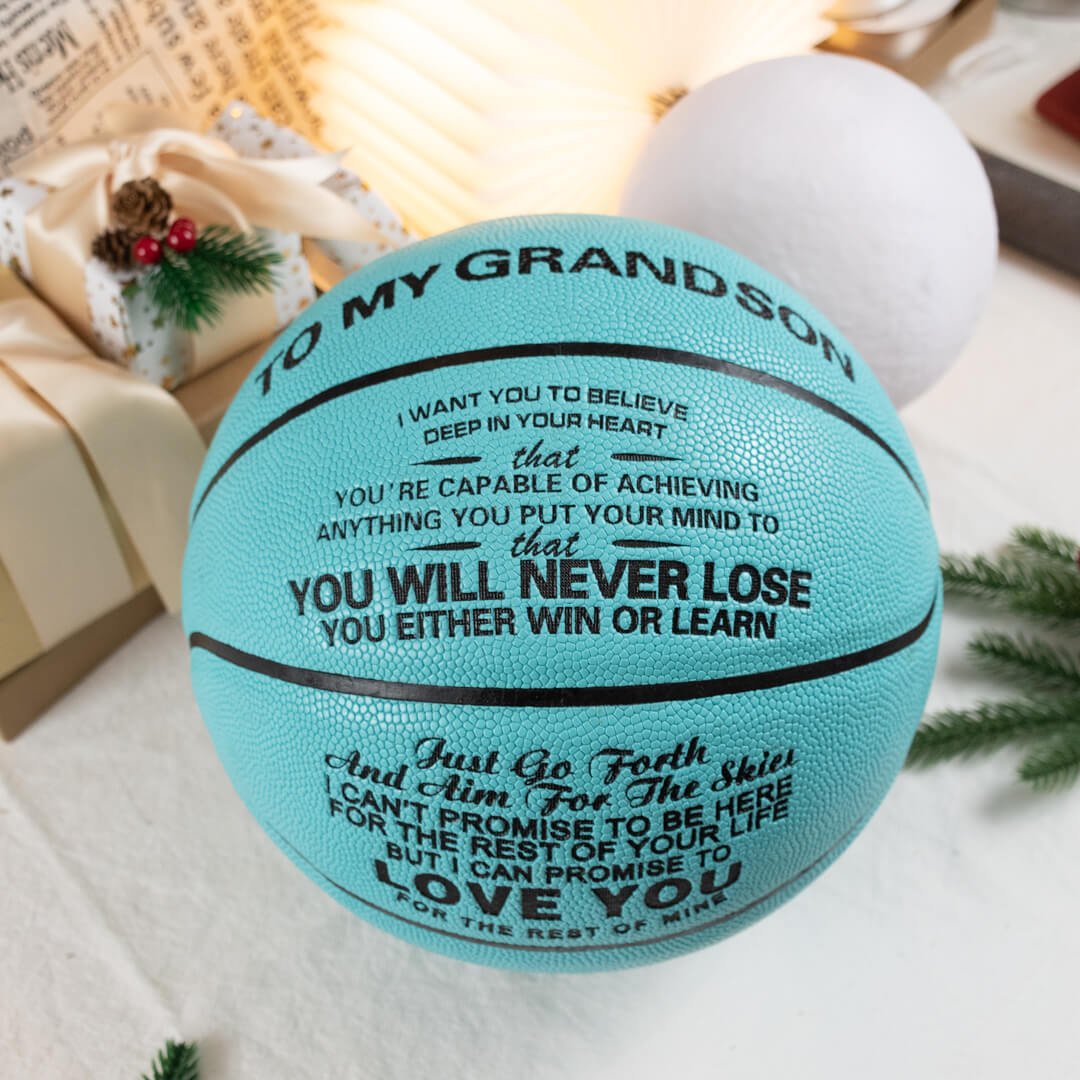 TO MY GRANDSON
I WANT YOU TO BELIEVE
DEEP IN YOUR HEART
that
YOU'RE CAPABLE OF ACHIEVING
ANYTHING YOU PUT YOUR MIND TO
that
YOU WILL NEVER LOSE
YOU EITHER WIN OR LEARN
Just Go Forth
And Aim For The Skies
I CAN'T PROMISE TO BE HERE
FOR THE REST OF YOUR LIFE
BUT I CAN PROMISE TO
LOVE YOU
FOR THE REST OF MINE